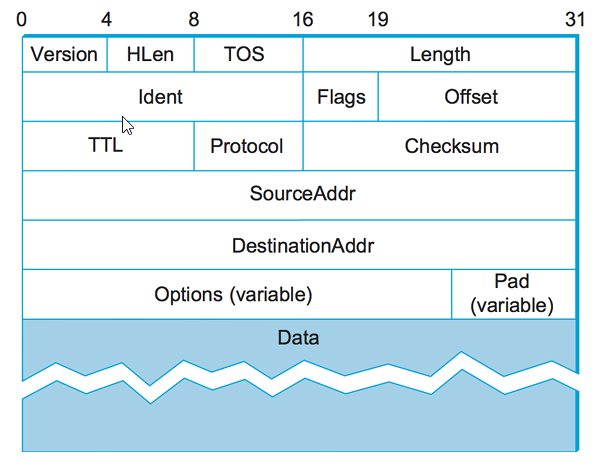 0 4 8 16 19 31
Version HLen TOS Length
Ident Flags Offset
TTL Protocol Checksum
SourceAddr
DestinationAddr
Options (variable) Pad
(variable)
Data